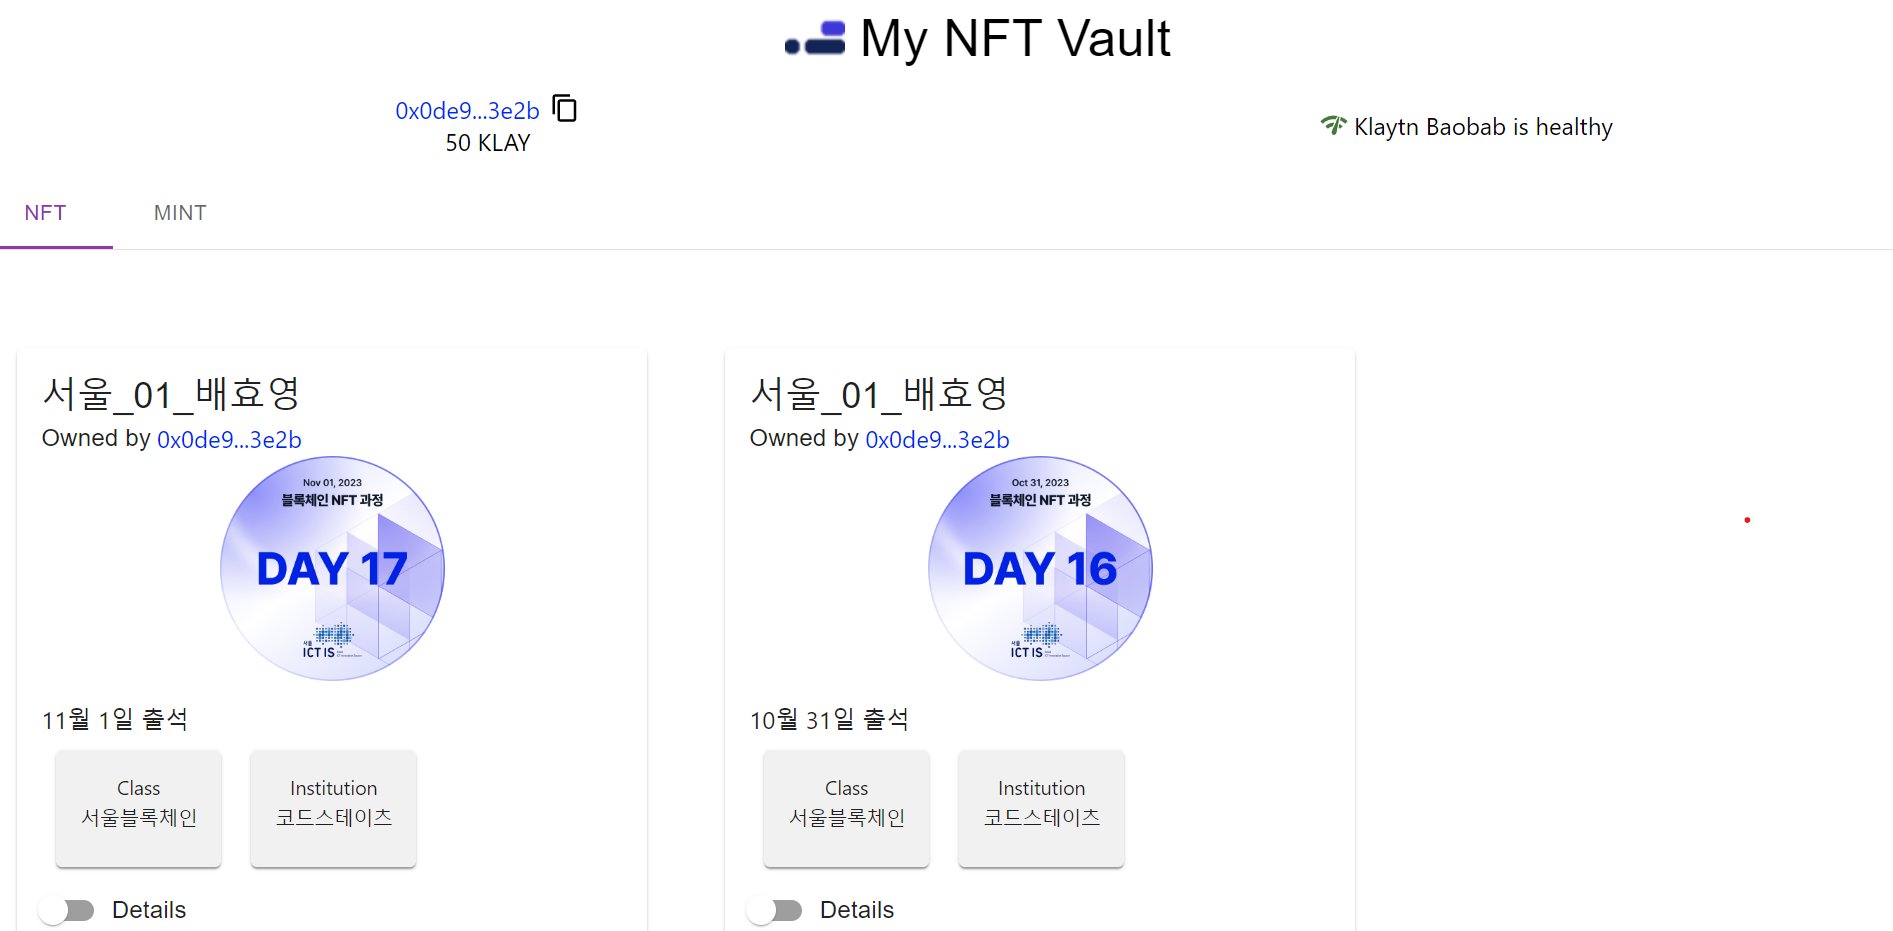 My NFT Vault
0x0de9...3e2b
50 KLAY
Klaytn Baobab is healthy
NFT
MINT
서울_01_배효영
Owned by 0x0de9...3e2b
Nov 01, 2023
블록체인 NFT 과정
DAY 17
서울
ICT IS
11월 1일 출석
Class
서울블록체인
Institution
코드스테이츠
Details
서울_01_배효영
Owned by 0x0de9...3e2b
Oct 31, 2023
블록체인 NFT 과정
DAY 16
서울
ICT IS
10월 31일 출석
Class
서울블록체인
Institution
코드스테이츠
Details